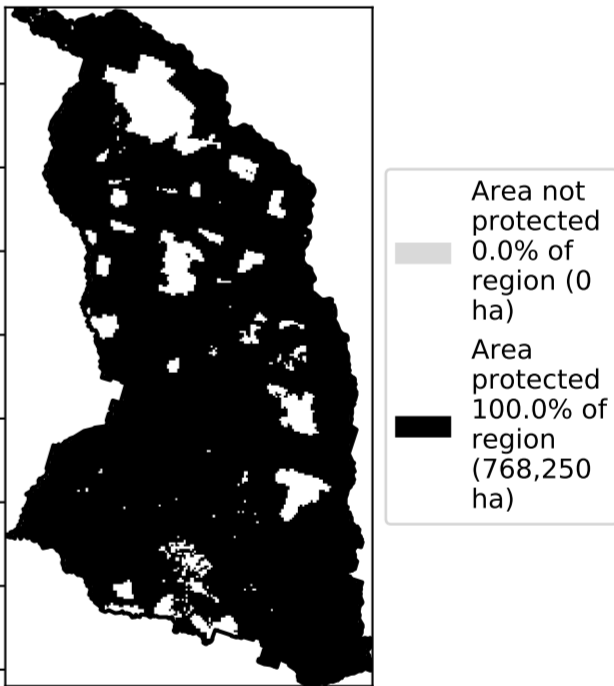 Area not
protected
0.0% of
region (0
ha)
Area
protected
100.0% of
region
(768,250
ha)